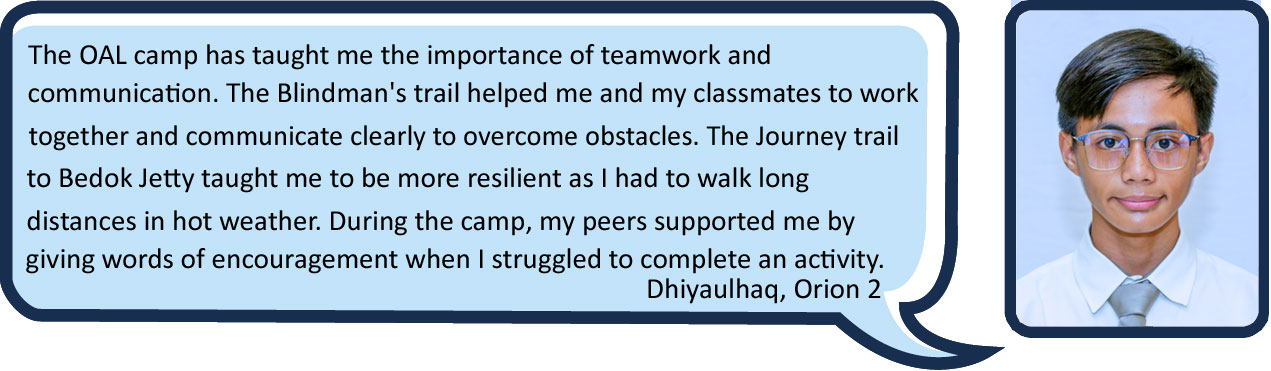 The OAL camp has taught me the importance of teamwork and
communication. The Blindman's trail helped me and my classmates to work
together and communicate clearly to overcome obstacles. The Journey trail
to Bedok Jetty taught me to be more resilient as I had to walk long
distances in hot weather. During the camp, my peers supported me by
giving words of encouragement when I struggled to complete an activity.
Dhiyaulhaq, Orion 2